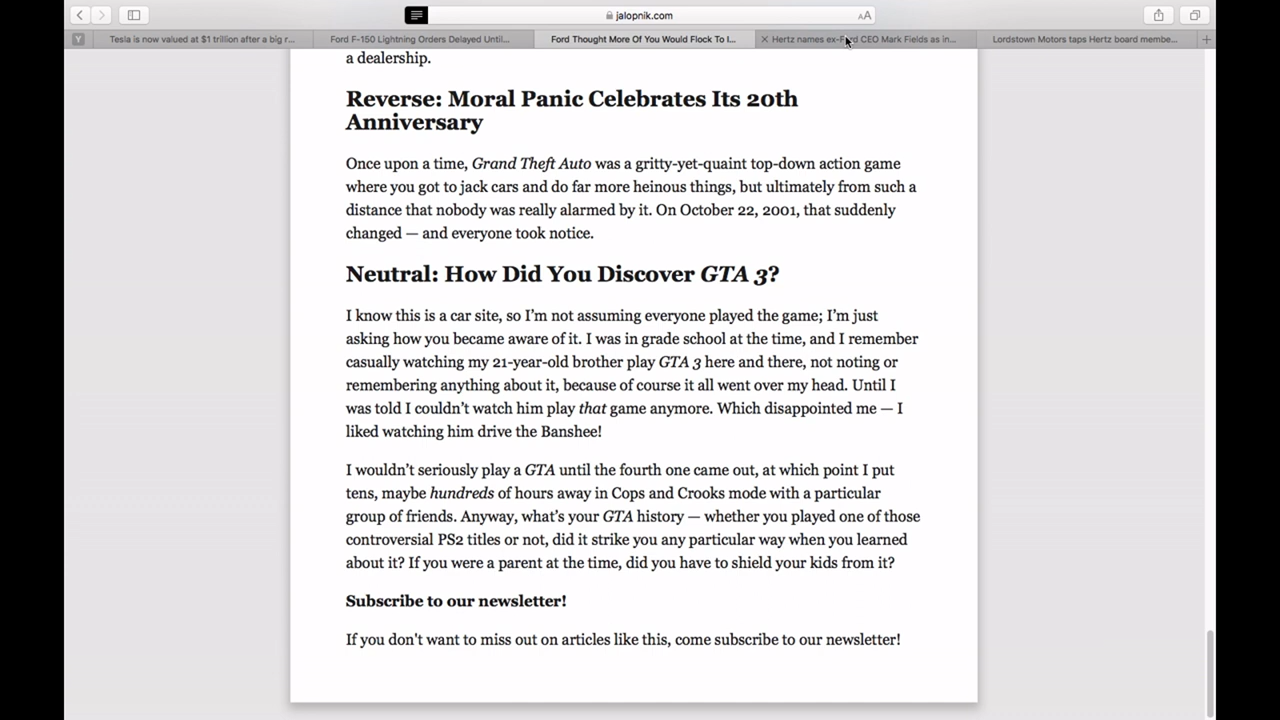 jalopnik.com
AA
Y
Tesla is now valued at $1 trillion after a big r...
Ford F-150 Lightning Orders Delayed Until...
Ford Thought More Of You Would Flock To I...
Hertz names ex-Ford CEO Mark Fields as in...
Lordstown Motors taps Hertz board membe...
a dealership.
Reverse: Moral Panic Celebrates Its 20th
Anniversary
Once upon a time, Grand Theft Auto was a gritty-yet-quaint top-down action game
where you got to jack cars and do far more heinous things, but ultimately from such a
distance that nobody was really alarmed by it. On October 22, 2001, that suddenly
changed — and everyone took notice.
Neutral: How Did You Discover GTA 3?
I know this is a car site, so I’m not assuming everyone played the game; I’m just
asking how you became aware of it. I was in grade school at the time, and I remember
casually watching my 21-year-old brother play GTA 3 here and there, not noting or
remembering anything about it, because of course it all went over my head. Until I
was told I couldn’t watch him play that game anymore. Which disappointed me — I
liked watching him drive the Banshee!
I wouldn’t seriously play a GTA until the fourth one came out, at which point I put
tens, maybe hundreds of hours away in Cops and Crooks mode with a particular
group of friends. Anyway, what’s your GTA history — whether you played one of those
controversial PS2 titles or not, did it strike you any particular way when you learned
about it? If you were a parent at the time, did you have to shield your kids from it?
Subscribe to our newsletter!
If you don't want to miss out on articles like this, come subscribe to our newsletter!